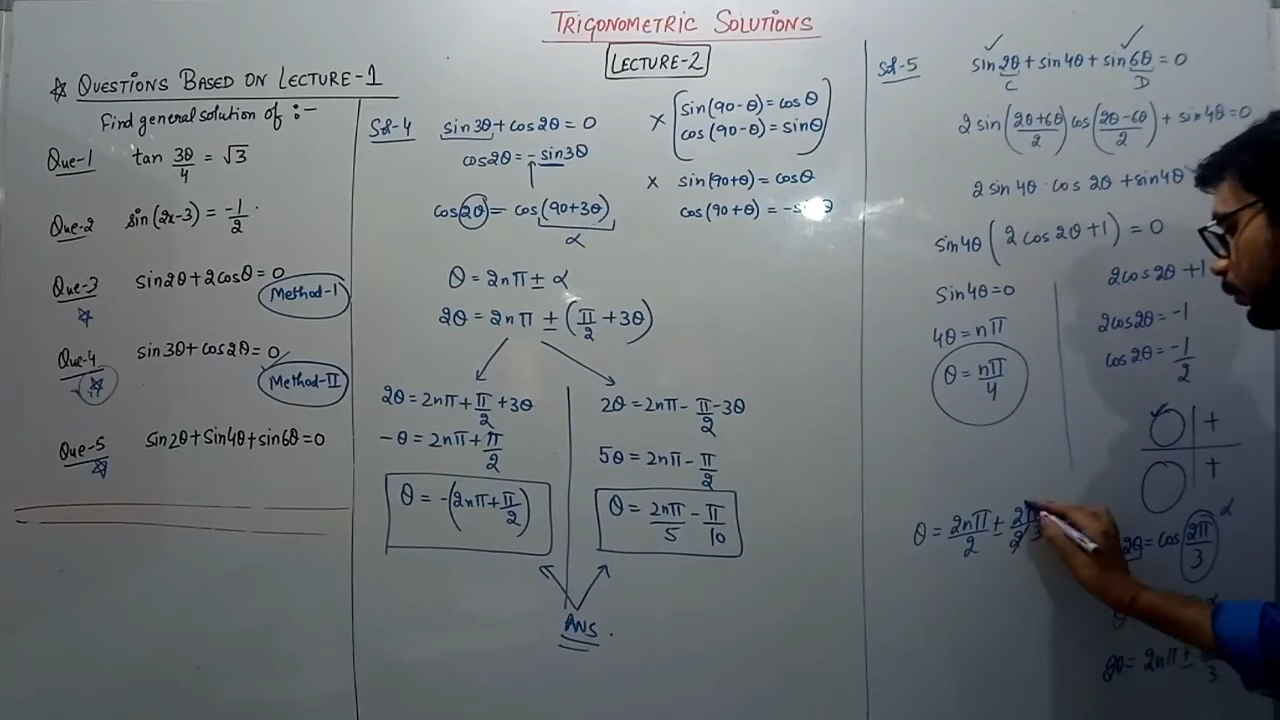 TRIGONOMETRIC SOLUTIONS
LECTURE-2
☆ QUESTIONS BASED ON LECTURE-1
Find general solution of :-
Que-1 tan 3θ/4 = √3
Que-2 sin(2x-3) = -1/2
Que-3 sin2θ+2cosθ=0
Method-I
Que-4 sin3θ+cos2θ=0
Method-II
Que-5 sin2θ+sin4θ+sin6θ=0
Sol-4 sin3θ+cos2θ=0
cos2θ=-sin3θ
cos2θ = cos(90+3θ)
α
× sin(90-θ)=cosθ
cos(90-θ)=sinθ
× sin(90+θ)=cosθ
cos(90+θ)=-
θ=2nπ±α
2θ=2nπ ± (π/2 +3θ)
2θ=2nπ+π/2+3θ
-θ=2nπ+π/2
θ=-(2nπ+π/2)
2θ=2nπ-π/2-3θ
5θ=2nπ-π/2
θ=2nπ/5-π/10
ANS.
Sol-5 sin2θ+sin4θ+sin6θ=0
C D
2sin(2θ+6θ/2)cos(2θ-6θ/2)+sin4θ=0
2sin4θ·cos2θ+sin4θ
sin4θ(2cos2θ+1)=0
sin4θ=0
4θ=nπ
θ=nπ/4
2cos2θ+1
2cos2θ=-1
cos2θ=-1/2
+
+
2θ=cos 2π/3 α
θ=2nπ/2±
2θ=2nπ±
3